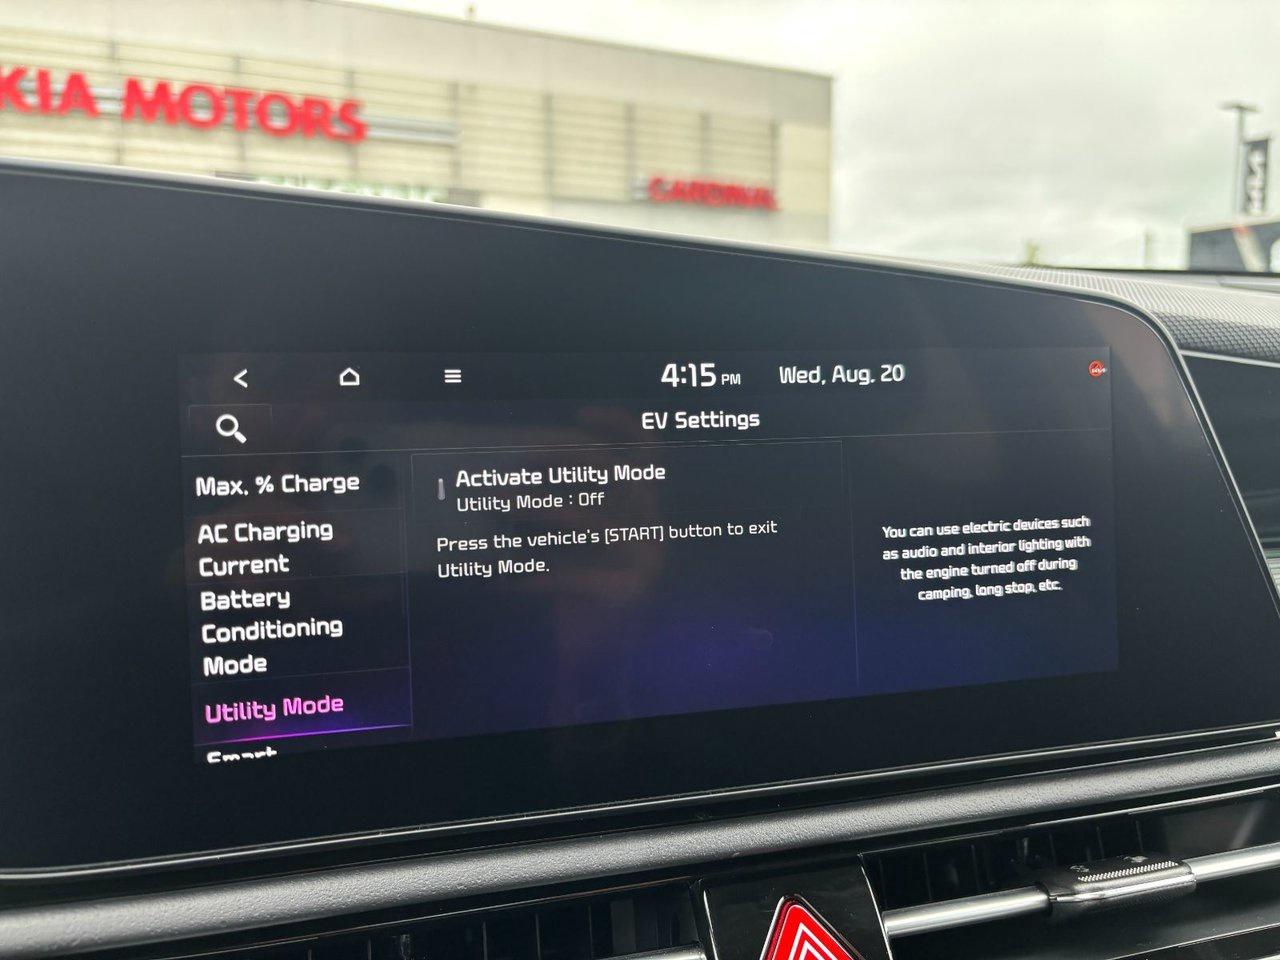 KIA MOTORS
CARDINAL
KIA
4:15 PM Wed, Aug. 20
EV Settings
Max. % Charge
AC Charging
Current
Battery
Conditioning
Mode
Utility Mode
Smart
Activate Utility Mode
Utility Mode : Off
Press the vehicle's [START] button to exit
Utility Mode.
You can use electric devices such
as audio and interior lighting with
the engine turned off during
camping, long stop, etc.